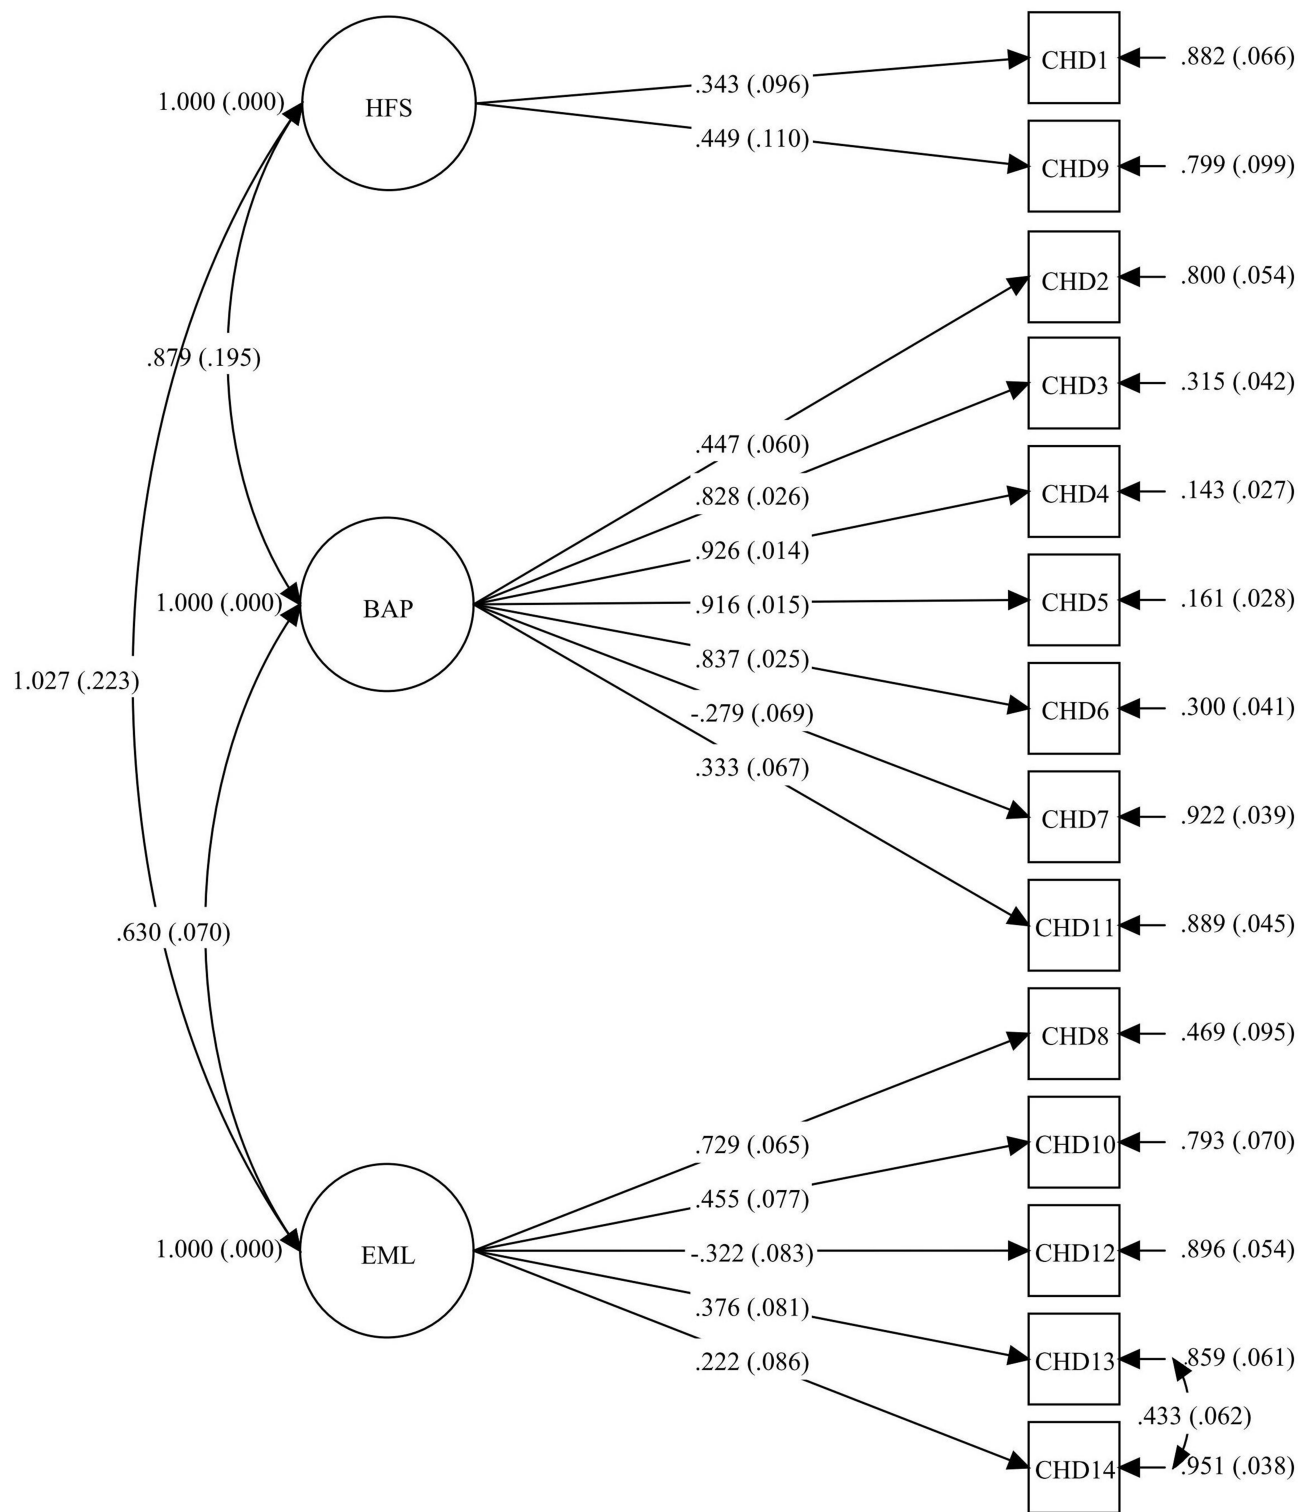 1.000 (.000)
HFS
.343 (.096)
CHD1
.882 (.066)
.449 (.110)
CHD9
.799 (.099)
CHD2
.800 (.054)
.879 (.195)
CHD3
.315 (.042)
.447 (.060)
.828 (.026)
CHD4
.143 (.027)
.926 (.014)
1.000 (.000)
BAP
.916 (.015)
CHD5
.161 (.028)
.837 (.025)
1.027 (.223)
CHD6
.300 (.041)
-.279 (.069)
.333 (.067)
CHD7
.922 (.039)
.630 (.070)
CHD11
.889 (.045)
CHD8
.469 (.095)
.729 (.065)
CHD10
.793 (.070)
.455 (.077)
1.000 (.000)
EML
-.322 (.083)
CHD12
.896 (.054)
.376 (.081)
.222 (.086)
CHD13
.859 (.061)
.433 (.062)
CHD14
.951 (.038)